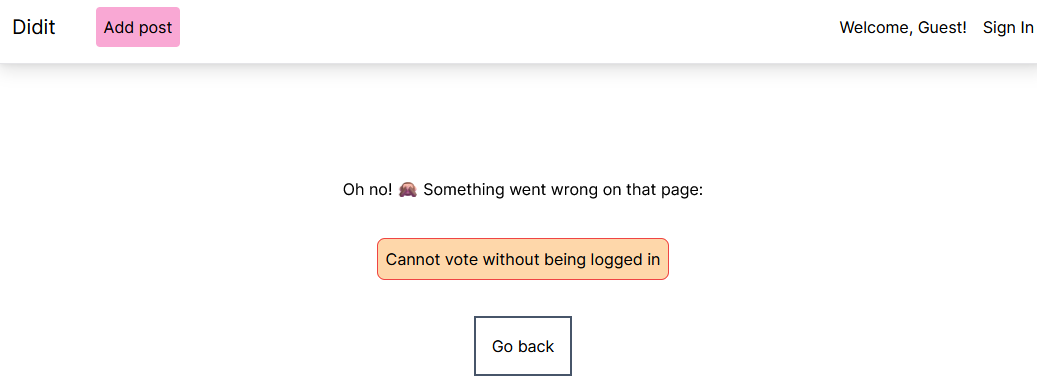 Didit Add post Welcome, Guest! Sign In
Oh no! 🙈 Something went wrong on that page:
Cannot vote without being logged in
Go back